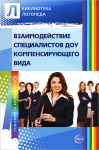 БИБЛИОТЕКА
ЛОГОПЕДА
ВЗАИМОДЕЙСТВИЕ
СПЕЦИАЛИСТОВ ДОУ
КОМПЕНСИРУЮЩЕГО
ВИДА